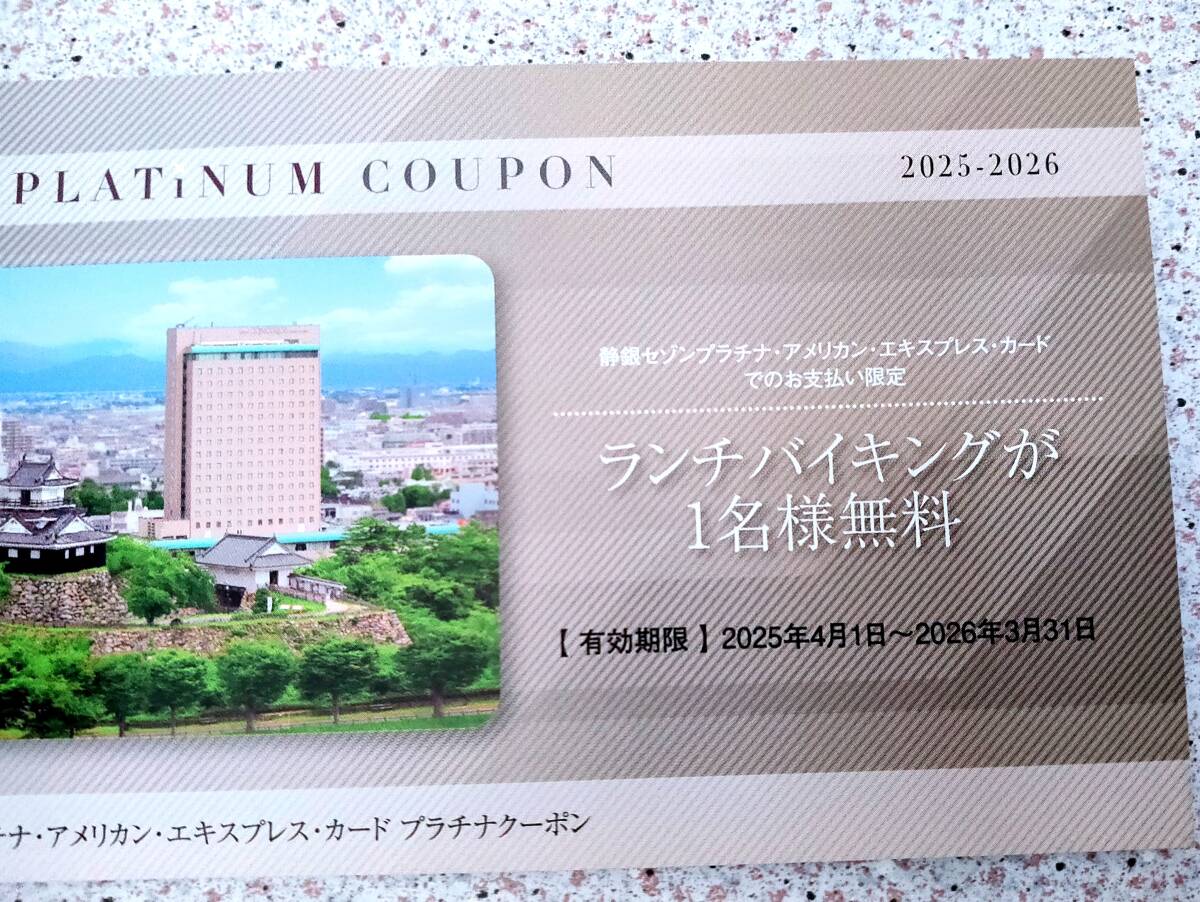 PLATiNUM COUPON
2025-2026
静銀セゾンプラチナ・アメリカン・エキスプレス・カード
でのお支払い限定
ランチバイキングが
1名様無料
【 有効期限 】 2025年4月1日～2026年3月31日
チナ・アメリカン・エキスプレス・カード プラチナクーポン